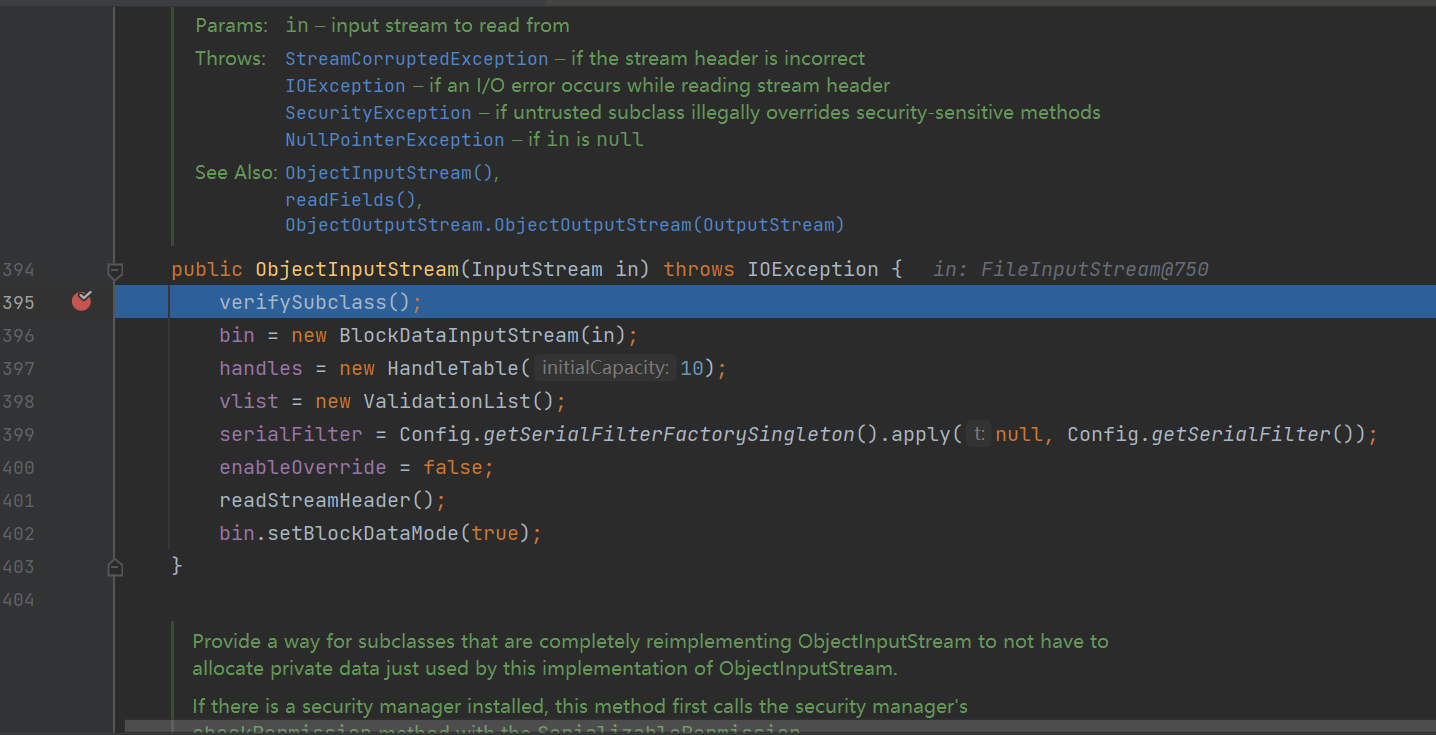 Params: in – input stream to read from
Throws: StreamCorruptedException – if the stream header is incorrect
IOException – if an I/O error occurs while reading stream header
SecurityException – if untrusted subclass illegally overrides security-sensitive methods
NullPointerException – if in is null
See Also: ObjectInputStream(),
readFields(),
ObjectOutputStream.ObjectOutputStream(OutputStream)
394 public ObjectInputStream(InputStream in) throws IOException { in: FileInputStream@750
395 verifySubclass();
396 bin = new BlockDataInputStream(in);
397 handles = new HandleTable( initialCapacity: 10);
398 vlist = new ValidationList();
399 serialFilter = Config.getSerialFilterFactorySingleton().apply( t: null, Config.getSerialFilter());
400 enableOverride = false;
401 readStreamHeader();
402 bin.setBlockDataMode(true);
403 }
404
Provide a way for subclasses that are completely reimplementing ObjectInputStream to not have to
allocate private data just used by this implementation of ObjectInputStream.
If there is a security manager installed, this method first calls the security manager's
checkPermission method with the SerializablePermission